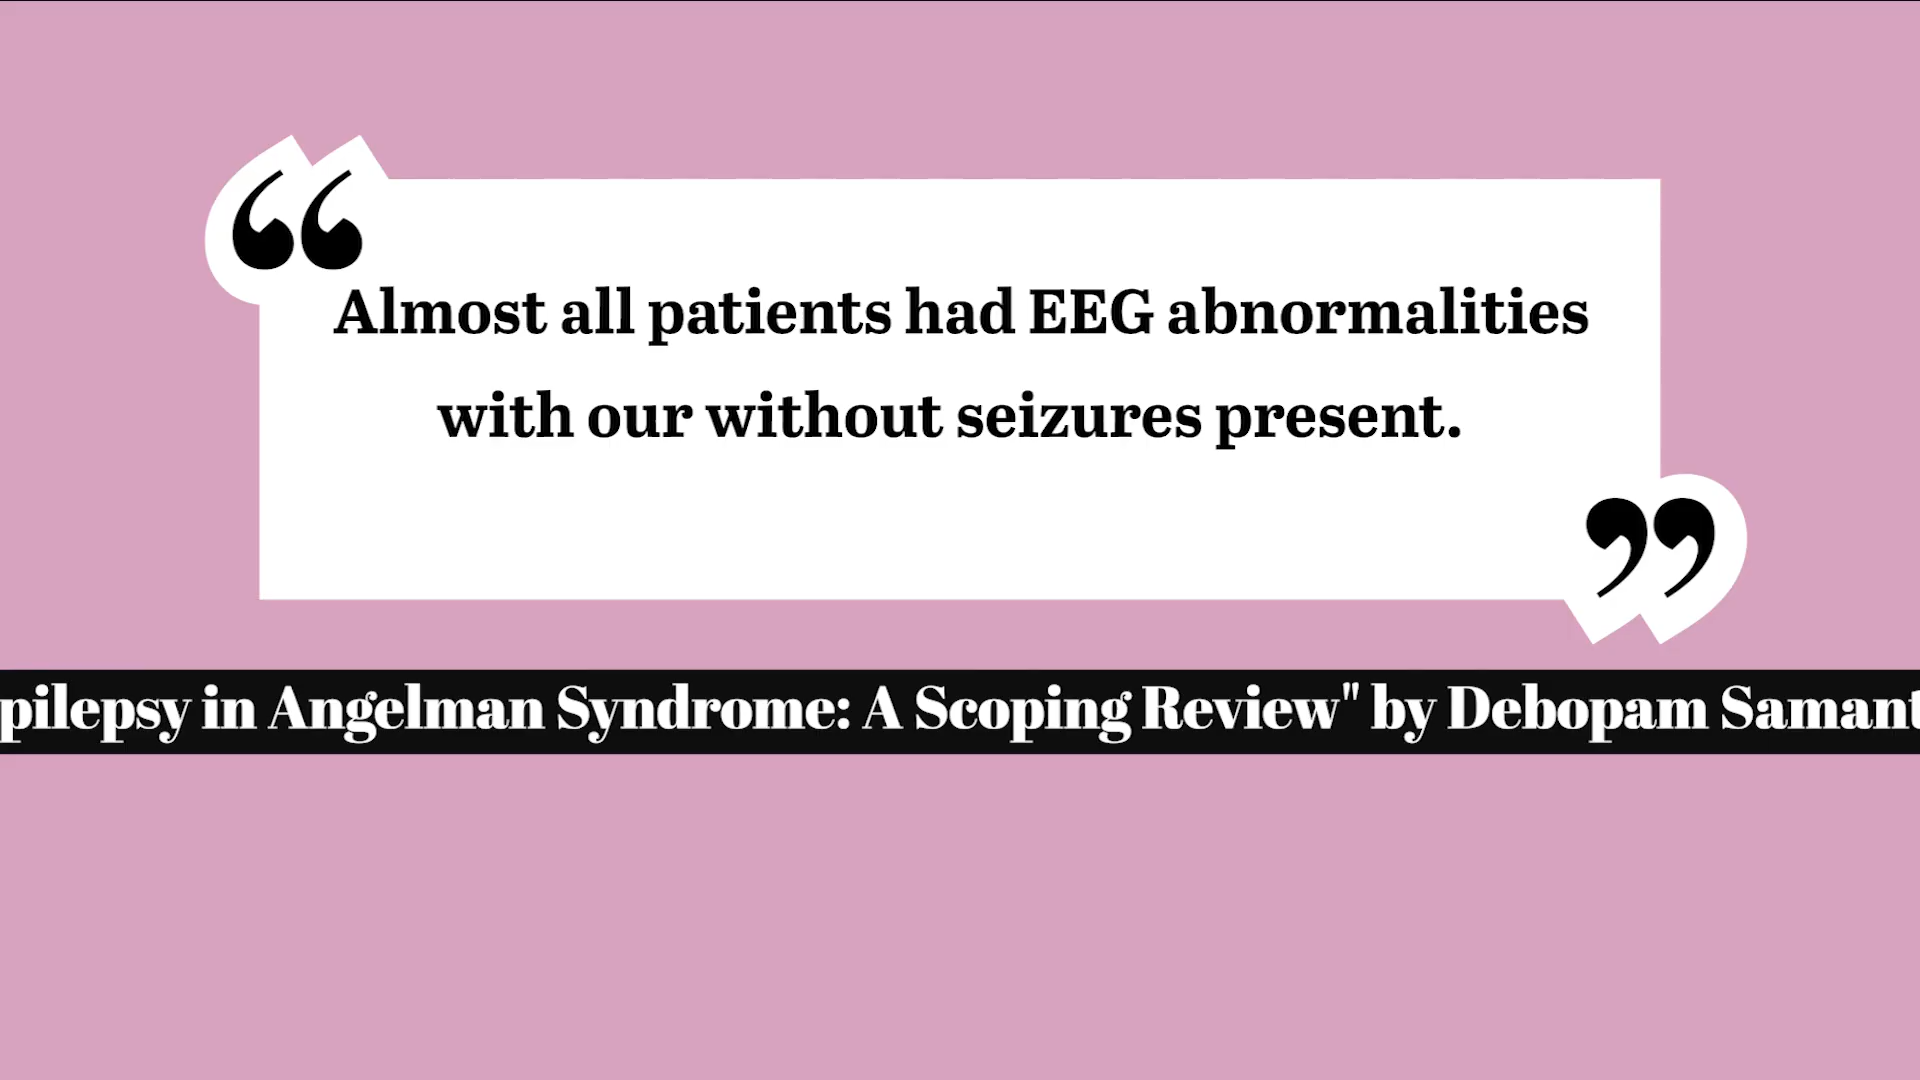 Almost all patients had EEG abnormalities
with our without seizures present.
pilepsy in Angelman Syndrome: A Scoping Review" by Debopam Samant